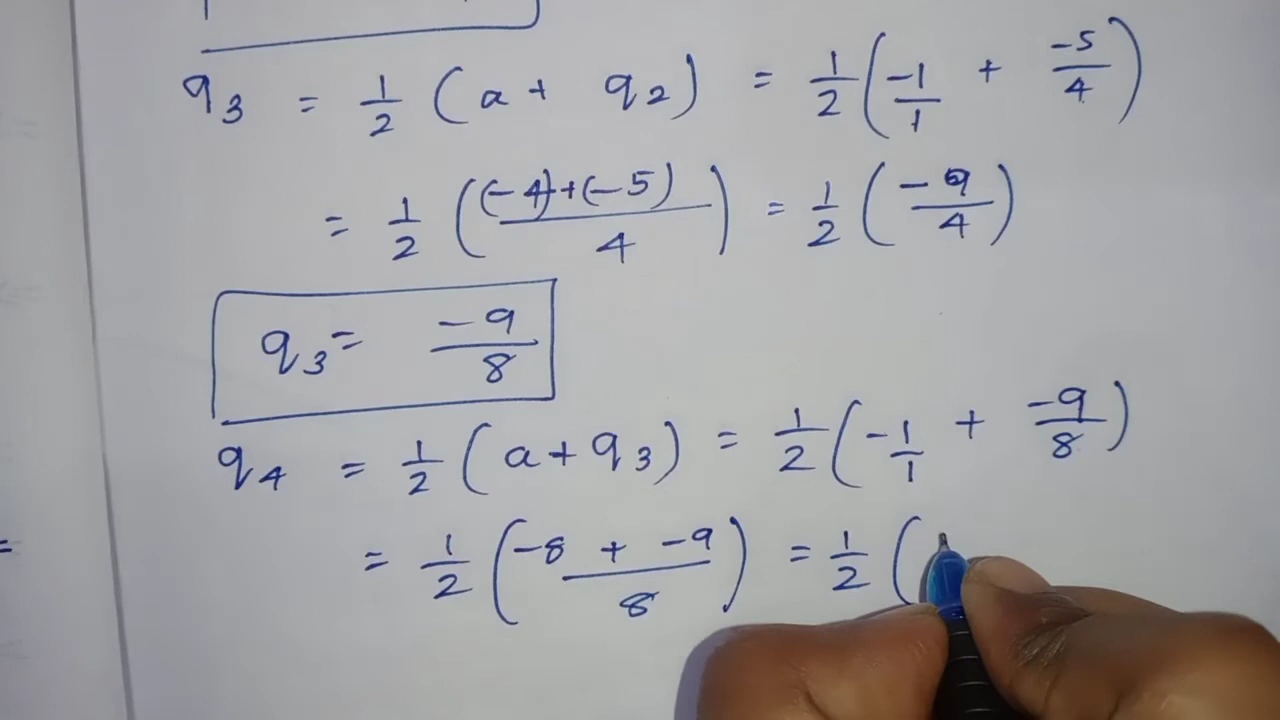 q3 = 1/2 (a + q2) = 1/2 (-1/1 + -5/4)
= 1/2 ((-4)+(-5)/4) = 1/2 (-9/4)
q3 = -9/8
q4 = 1/2 (a + q3) = 1/2 (-1/1 + -9/8)
= 1/2 (-8 + -9/8) = 1/2 (
=